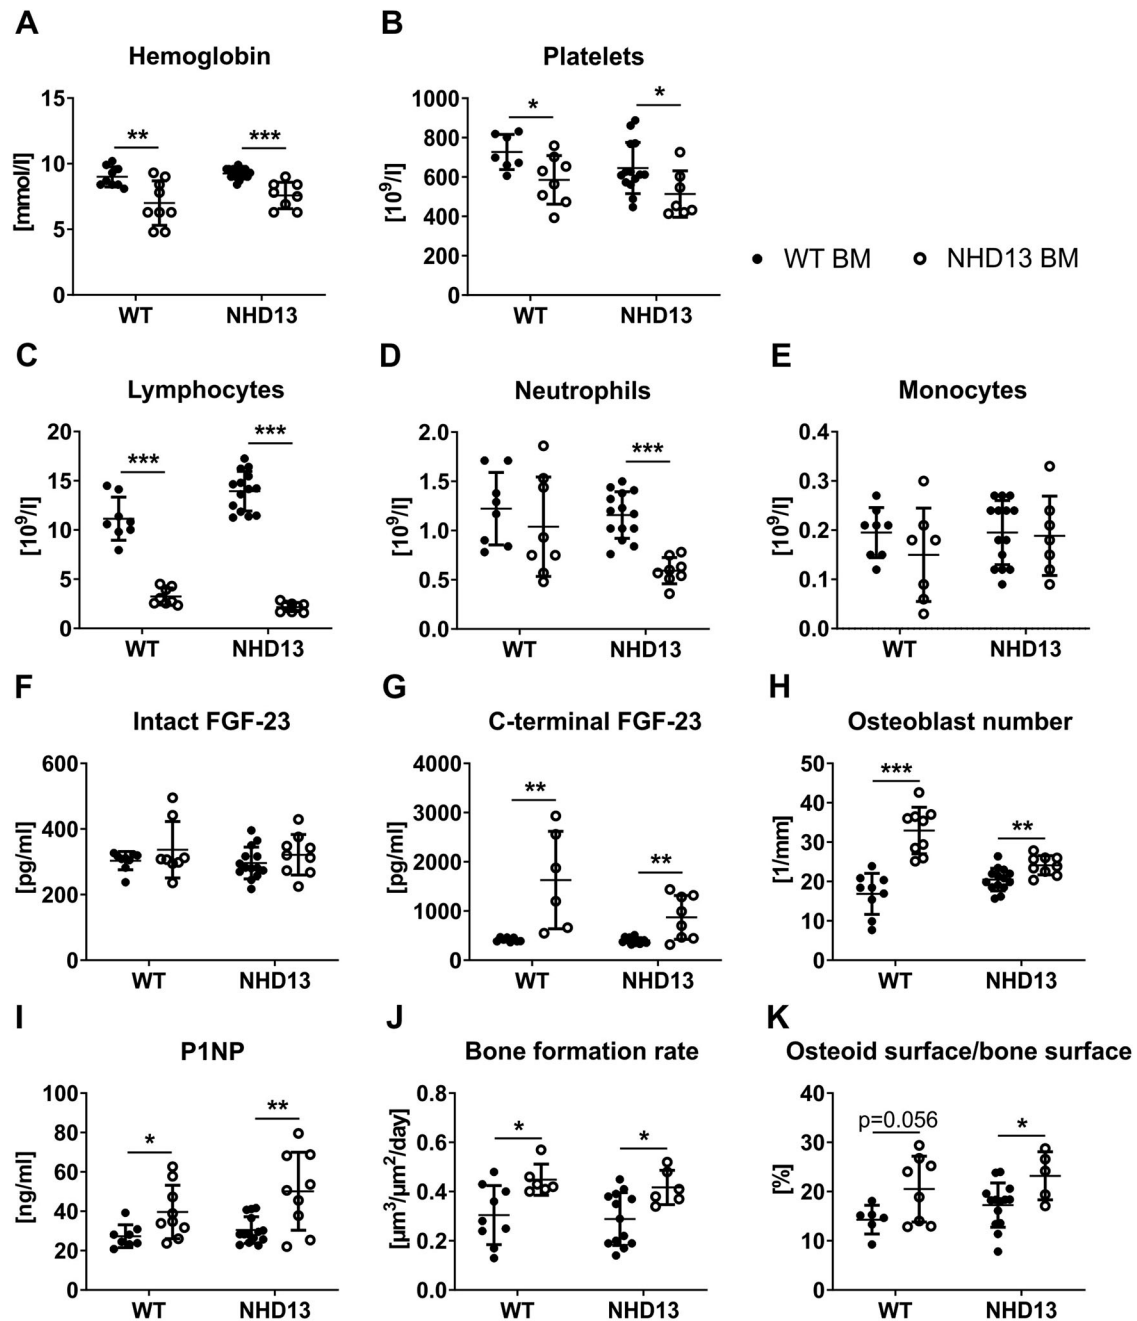 A
Hemoglobin
[mmol/l]
15
10
5
0
**
***
WT
NHD13
B
Platelets
[10⁹/l]
1000
800
600
400
200
0
*
*
WT
NHD13
WT BM
NHD13 BM
C
Lymphocytes
[10⁹/l]
20
15
10
5
0
***
***
WT
NHD13
D
Neutrophils
[10⁹/l]
2.0
1.5
1.0
0.5
0.0
***
WT
NHD13
E
Monocytes
[10⁹/l]
0.4
0.3
0.2
0.1
0.0
WT
NHD13
F
Intact FGF-23
[pg/ml]
600
400
200
0
WT
NHD13
G
C-terminal FGF-23
[pg/ml]
4000
3000
2000
1000
0
**
**
WT
NHD13
H
Osteoblast number
[1/mm]
50
40
30
20
10
0
***
**
WT
NHD13
I
P1NP
[ng/ml]
100
80
60
40
20
0
*
**
WT
NHD13
J
Bone formation rate
[µm³/µm²/day]
0.8
0.6
0.4
0.2
0.0
*
*
WT
NHD13
K
Osteoid surface/bone surface
[%]
40
30
20
10
0
p=0.056
*
WT
NHD13